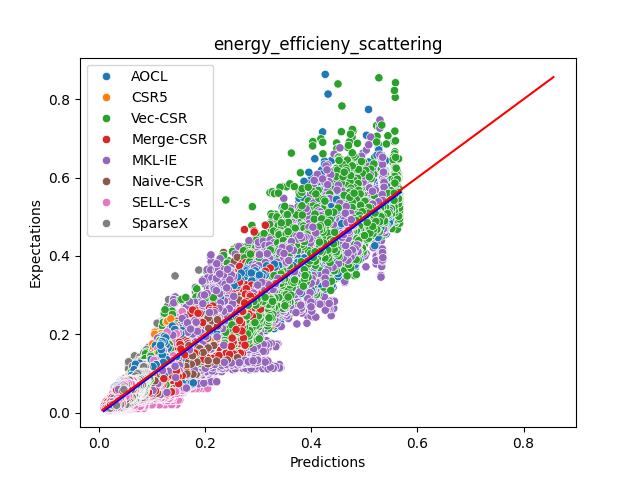 energy_efficieny_scattering
AOCL
CSR5
Vec-CSR
Merge-CSR
MKL-IE
Naive-CSR
SELL-C-s
SparseX
Expectations
0.8
0.6
0.4
0.2
0.0
0.0 0.2 0.4 0.6 0.8
Predictions